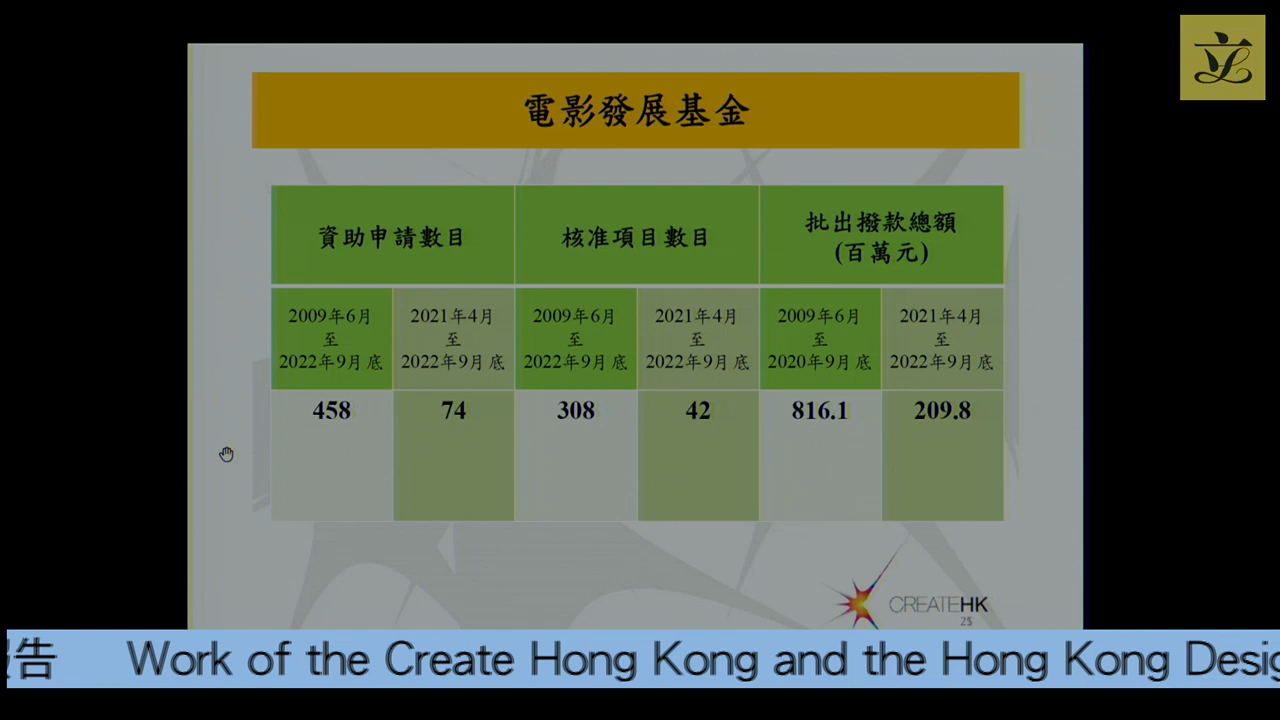 電影發展基金
資助申請數目
核准項目數目
批出撥款總額
(百萬元)
2009年6月
至
2022年9月底
2021年4月
至
2022年9月底
2009年6月
至
2022年9月底
2021年4月
至
2022年9月底
2009年6月
至
2020年9月底
2021年4月
至
2022年9月底
458
74
308
42
816.1
209.8
CREATEHK
25
告 Work of the Create Hong Kong and the Hong Kong Desig